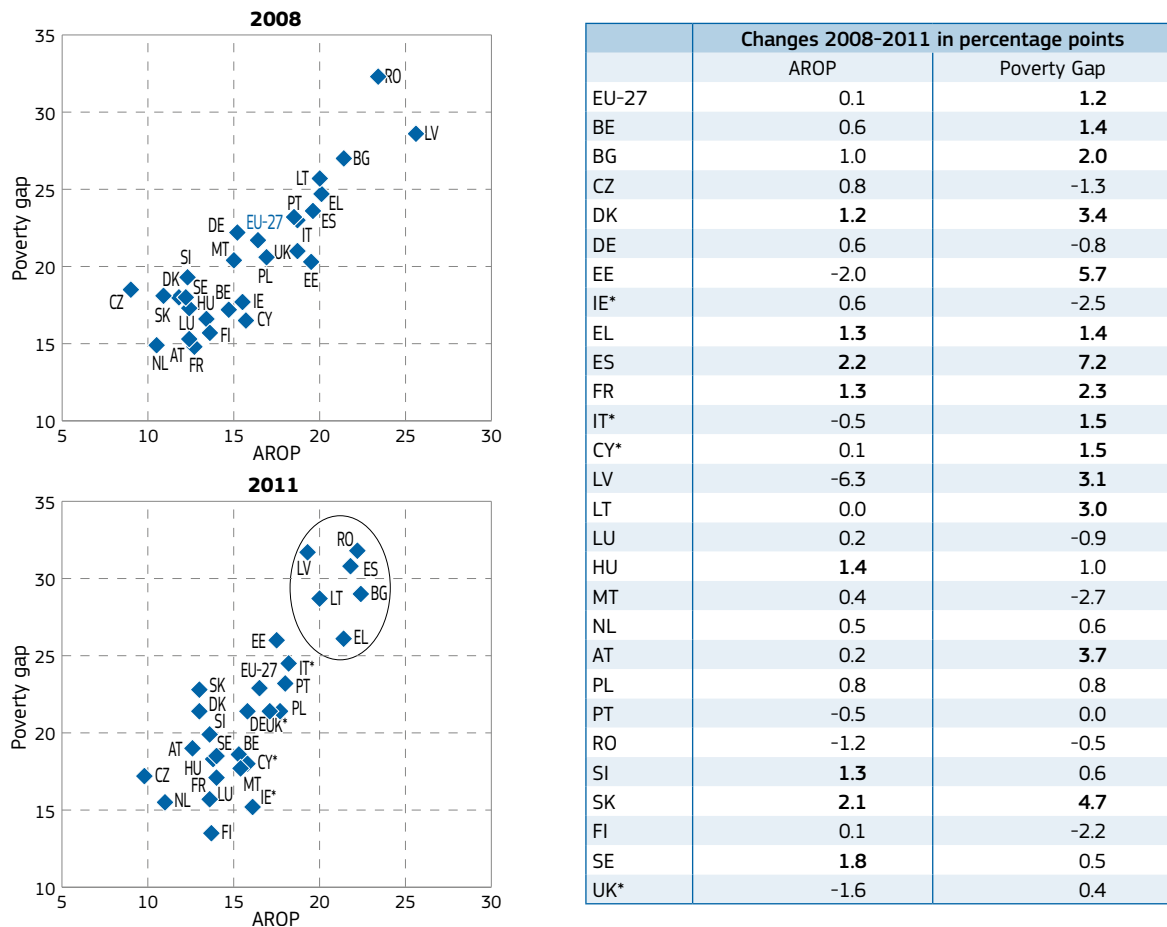 2008
35
30
25
20
15
10
Poverty gap
RO
LV
BG
LT
EL
PT
ES
EU-27
DE
IT
MT
UK
PL
EE
SI
DK
SE
CZ
SK
HU
BE
IE
CY
LU
FI
NL
AT
FR
5 10 15 20 25 30
AROP
2011
35
30
25
20
15
10
Poverty gap
RO
LV
ES
LT
BG
EL
EE
IT*
EU-27
PT
SK
DK
SI
DE
UK*
PL
AT
SE
BE
HU
CY*
CZ
FR
MT
NL
LU
IE*
FI
5 10 15 20 25 30
AROP
Changes 2008-2011 in percentage points
AROP Poverty Gap
EU-27 0.1 1.2
BE 0.6 1.4
BG 1.0 2.0
CZ 0.8 -1.3
DK 1.2 3.4
DE 0.6 -0.8
EE -2.0 5.7
IE* 0.6 -2.5
EL 1.3 1.4
ES 2.2 7.2
FR 1.3 2.3
IT* -0.5 1.5
CY* 0.1 1.5
LV -6.3 3.1
LT 0.0 3.0
LU 0.2 -0.9
HU 1.4 1.0
MT 0.4 -2.7
NL 0.5 0.6
AT 0.2 3.7
PL 0.8 0.8
PT -0.5 0.0
RO -1.2 -0.5
SI 1.3 0.6
SK 2.1 4.7
FI 0.1 -2.2
SE 1.8 0.5
UK* -1.6 0.4